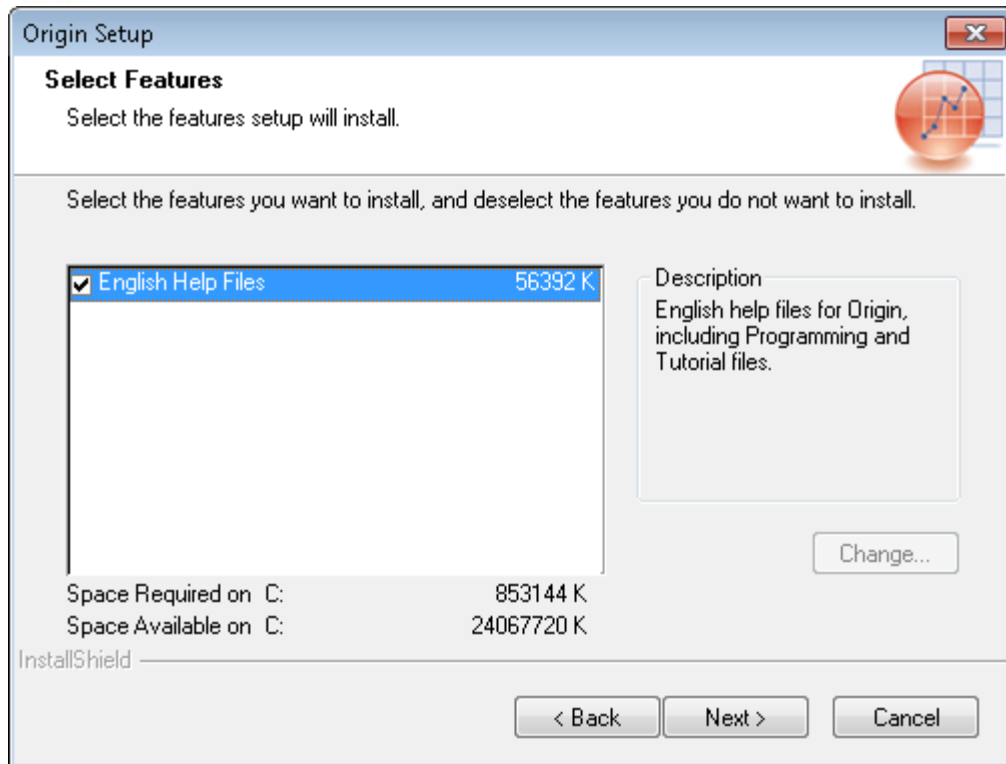 Origin Setup
Select Features
Select the features setup will install.
Select the features you want to install, and deselect the features you do not want to install.
English Help Files 56392 K
Description
English help files for Origin,
including Programming and
Tutorial files.
Change...
Space Required on C: 853144 K
Space Available on C: 24067720 K
InstallShield
< Back Next > Cancel